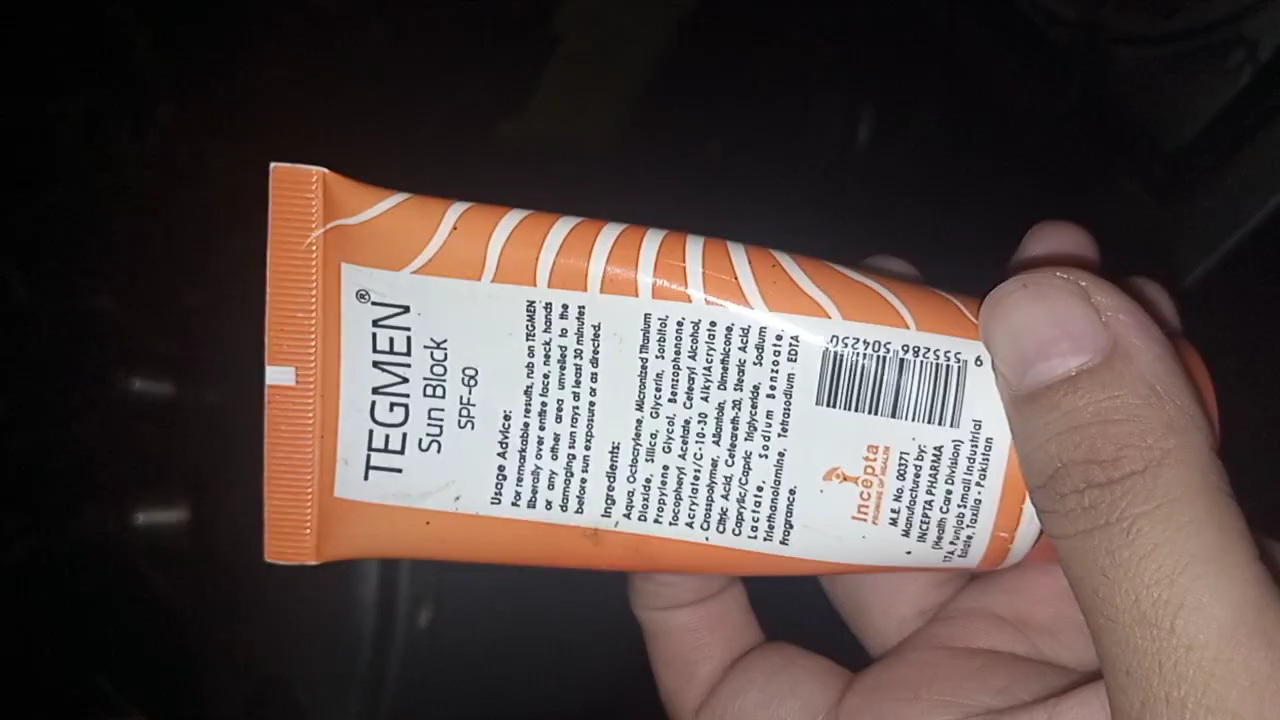 TEGMEN®
Sun Block
SPF-60
Usage Advice:
For remarkable results, rub on TEGMEN
liberally over entire face, neck, hands
or any other area unveiled to the
damaging sun rays at least 30 minutes
before sun exposure or as directed.
Ingredients:
Aqua, Octocrylene, Micronized Titanium
Dioxide, Silica, Glycerin, Sorbitol,
Propylene Glycol, Benzophenone,
Tocopheryl Acetate, Cetearyl Alcohol,
Acrylates/C-10-30 AlkylAcrylate
Crosspolymer, Allantoin, Dimethicone,
Citric Acid, Ceteareth-20, Stearic Acid,
Caprylic/Capric Triglyceride, Sodium
Lactate, Sodium Benzoate,
Triethanolamine, Tetrasodium - EDTA
Fragrance.
9 555286 504250
Incepta
PROMISE OF HEALTH
M.E. No. 00371
Manufactured by:
INCEPTA PHARMA
(Health Care Division)
17A, Punjab Small Industrial
Estate, Taxila - Pakistan